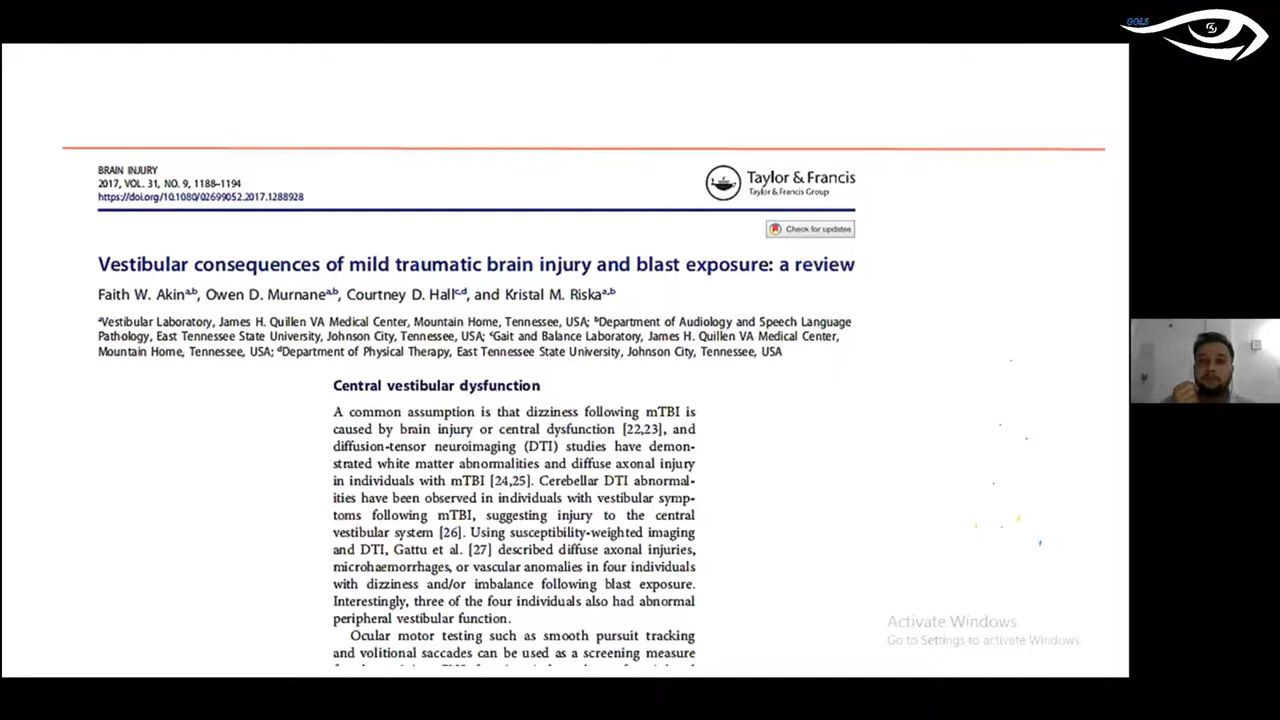 GOLS
BRAIN INJURY
2017, VOL. 31, NO. 9, 1188–1194
https://doi.org/10.1080/02699052.2017.1288928
Taylor & Francis
Taylor & Francis Group
Check for updates
Vestibular consequences of mild traumatic brain injury and blast exposure: a review
Faith W. Akina,b, Owen D. Murnanea,b, Courtney D. Hallc,d, and Kristal M. Riskaa,b
aVestibular Laboratory, James H. Quillen VA Medical Center, Mountain Home, Tennessee, USA; bDepartment of Audiology and Speech Language
Pathology, East Tennessee State University, Johnson City, Tennessee, USA; cGait and Balance Laboratory, James H. Quillen VA Medical Center,
Mountain Home, Tennessee, USA; dDepartment of Physical Therapy, East Tennessee State University, Johnson City, Tennessee, USA
Central vestibular dysfunction
A common assumption is that dizziness following mTBI is
caused by brain injury or central dysfunction [22,23], and
diffusion-tensor neuroimaging (DTI) studies have demon-
strated white matter abnormalities and diffuse axonal injury
in individuals with mTBI [24,25]. Cerebellar DTI abnormal-
ities have been observed in individuals with vestibular symp-
toms following mTBI, suggesting injury to the central
vestibular system [26]. Using susceptibility-weighted imaging
and DTI, Gattu et al. [27] described diffuse axonal injuries,
microhaemorrhages, or vascular anomalies in four individuals
with dizziness and/or imbalance following blast exposure.
Interestingly, three of the four individuals also had abnormal
peripheral vestibular function.
Ocular motor testing such as smooth pursuit tracking
and volitional saccades can be used as a screening measure
Activate Windows
Go to Settings to activate Windows.